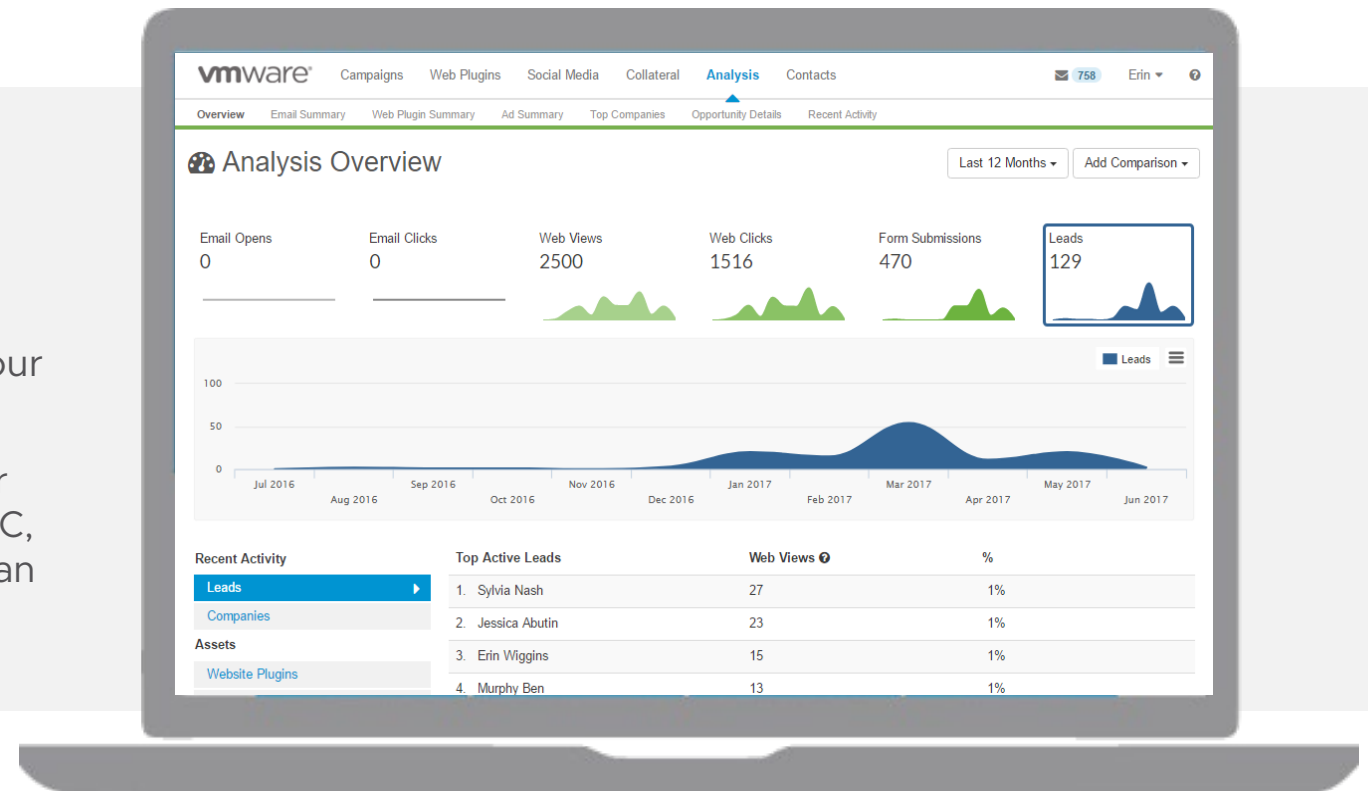 our
r
C,
an
vmware®
Campaigns Web Plugins Social Media Collateral Analysis Contacts 758 Erin ?
Overview Email Summary Web Plugin Summary Ad Summary Top Companies Opportunity Details Recent Activity
Analysis Overview
Last 12 Months Add Comparison
Email Opens Email Clicks Web Views Web Clicks Form Submissions Leads
0 0 2500 1516 470 129
Leads
100
50
0
Jul 2016 Sep 2016 Nov 2016 Jan 2017 Mar 2017 May 2017
Aug 2016 Oct 2016 Dec 2016 Feb 2017 Apr 2017 Jun 2017
Recent Activity
Leads
Companies
Assets
Website Plugins
Top Active Leads Web Views ? %
1. Sylvia Nash 27 1%
2. Jessica Abutin 23 1%
3. Erin Wiggins 15 1%
4. Murphy Ben 13 1%